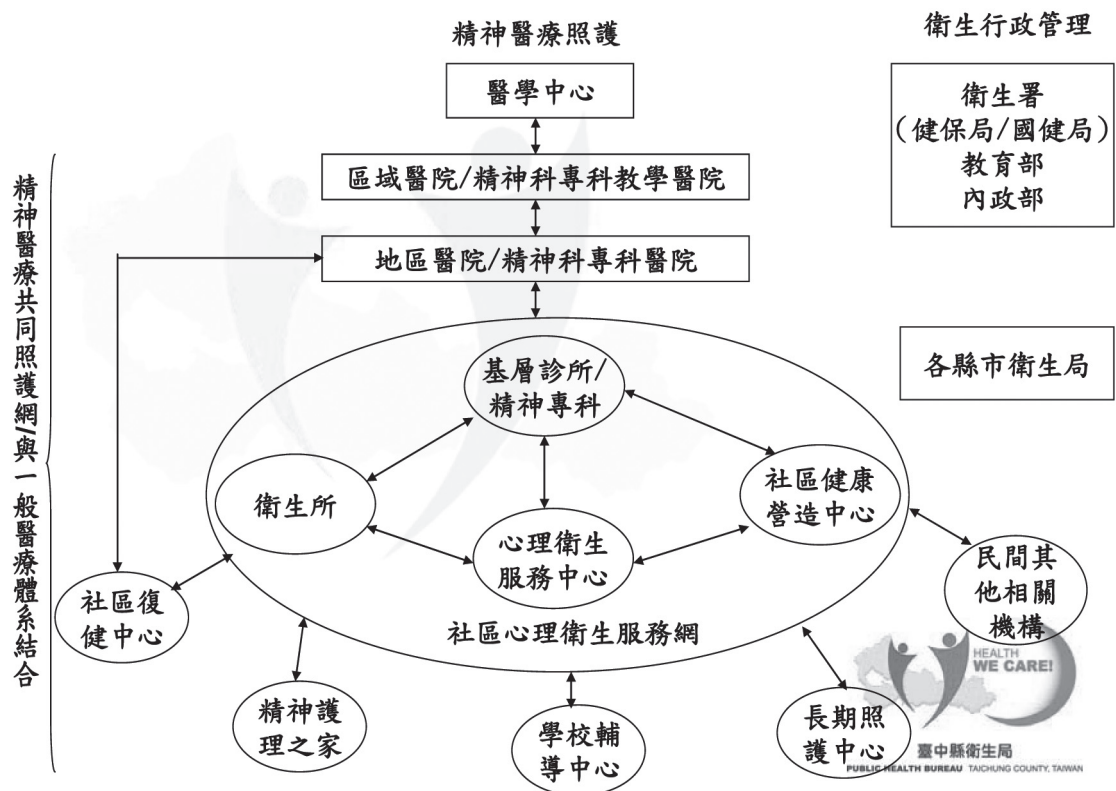 精神醫療照護
衛生行政管理
醫學中心
衛生署
(健保局/國健局)
教育部
內政部
區域醫院/精神科專科教學醫院
地區醫院/精神科專科醫院
精神醫療共同照護網/與一般醫療體系結合
各縣市衛生局
基層診所/
精神專科
衛生所
社區健康
營造中心
心理衛生
服務中心
社區心理衛生服務網
社區復
健中心
民間其
他相關
機構
精神護
理之家
學校輔
導中心
長期照
護中心
HEALTH
WE CARE!
臺中縣衛生局
PUBLIC HEALTH BUREAU TAICHUNG COUNTY, TAIWAN